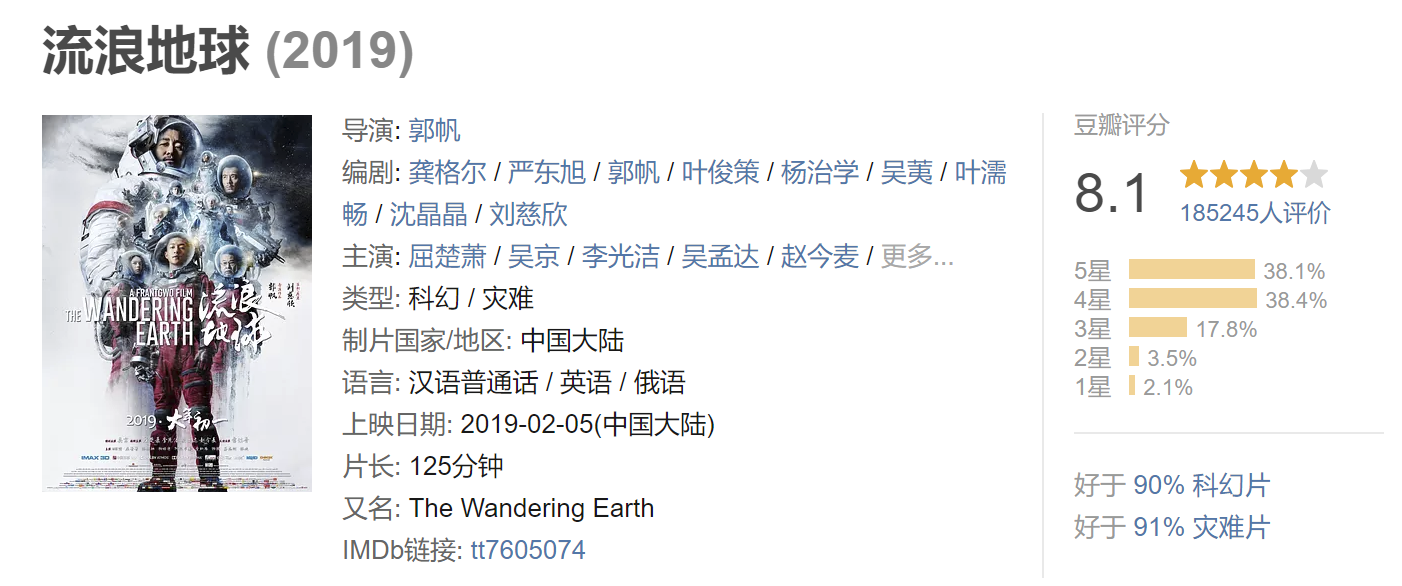 流浪地球 (2019)
A FRANTGWO FILM
THE WANDERING
EARTH
流浪
地球
郭帆
刘慈欣
2019·大年初一
IMAX 3D
导演: 郭帆
编剧: 龚格尔 / 严东旭 / 郭帆 / 叶俊策 / 杨治学 / 吴荑 / 叶濡
畅 / 沈晶晶 / 刘慈欣
主演: 屈楚萧 / 吴京 / 李光洁 / 吴孟达 / 赵今麦 / 更多...
类型: 科幻 / 灾难
制片国家/地区: 中国大陆
语言: 汉语普通话 / 英语 / 俄语
上映日期: 2019-02-05(中国大陆)
片长: 125分钟
又名: The Wandering Earth
IMDb链接: tt7605074
豆瓣评分
8.1
185245人评价
5星 38.1%
4星 38.4%
3星 17.8%
2星 3.5%
1星 2.1%
好于 90% 科幻片
好于 91% 灾难片